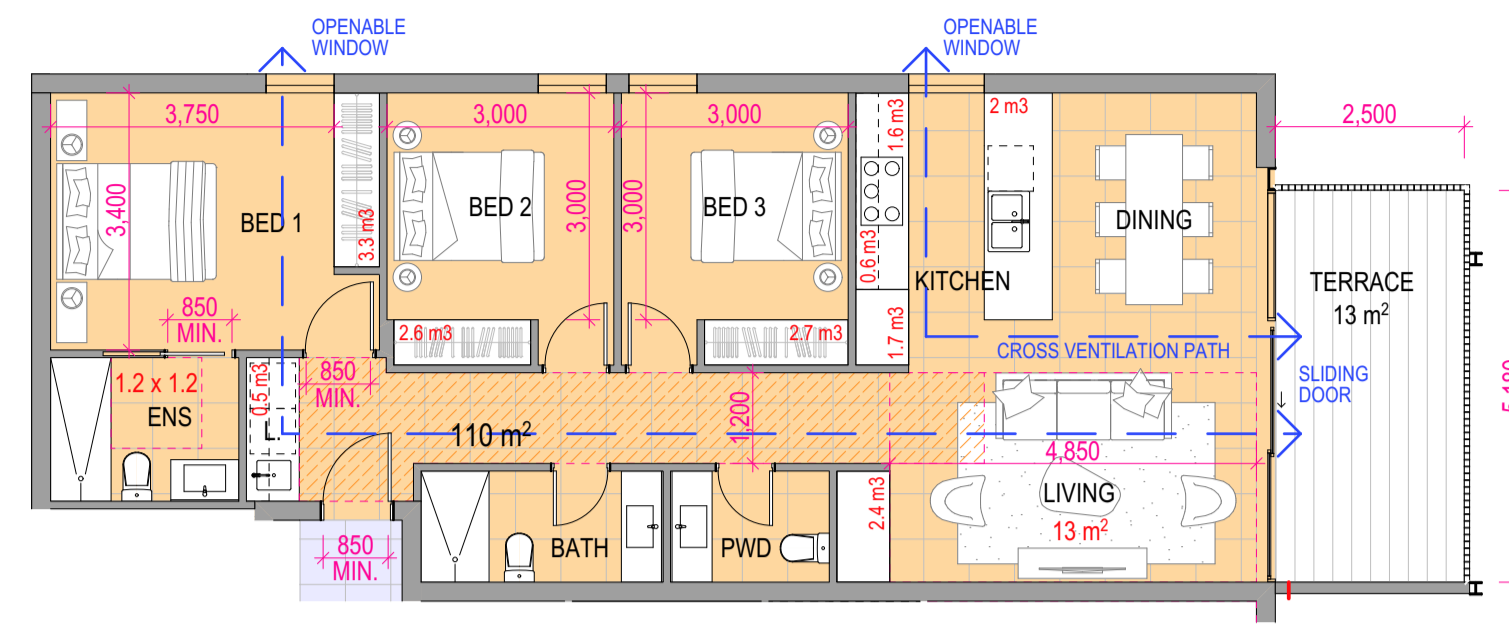 OPENABLE
WINDOW
OPENABLE
WINDOW
3,750
3,000
3,000
1.6 m3
2 m3
2,500
3,400
BED 1
3.3 m3
BED 2
3,000
3,000
BED 3
0.6 m3
KITCHEN
DINING
TERRACE
13 m²
850
MIN.
2.6 m3
2.7 m3
1.7 m3
CROSS VENTILATION PATH
SLIDING
DOOR
1.2 x 1.2
ENS
0.5 m3
L.
850
MIN.
110 m²
1,200
4,850
LIVING
13 m²
2.4 m3
850
MIN.
BATH
PWD